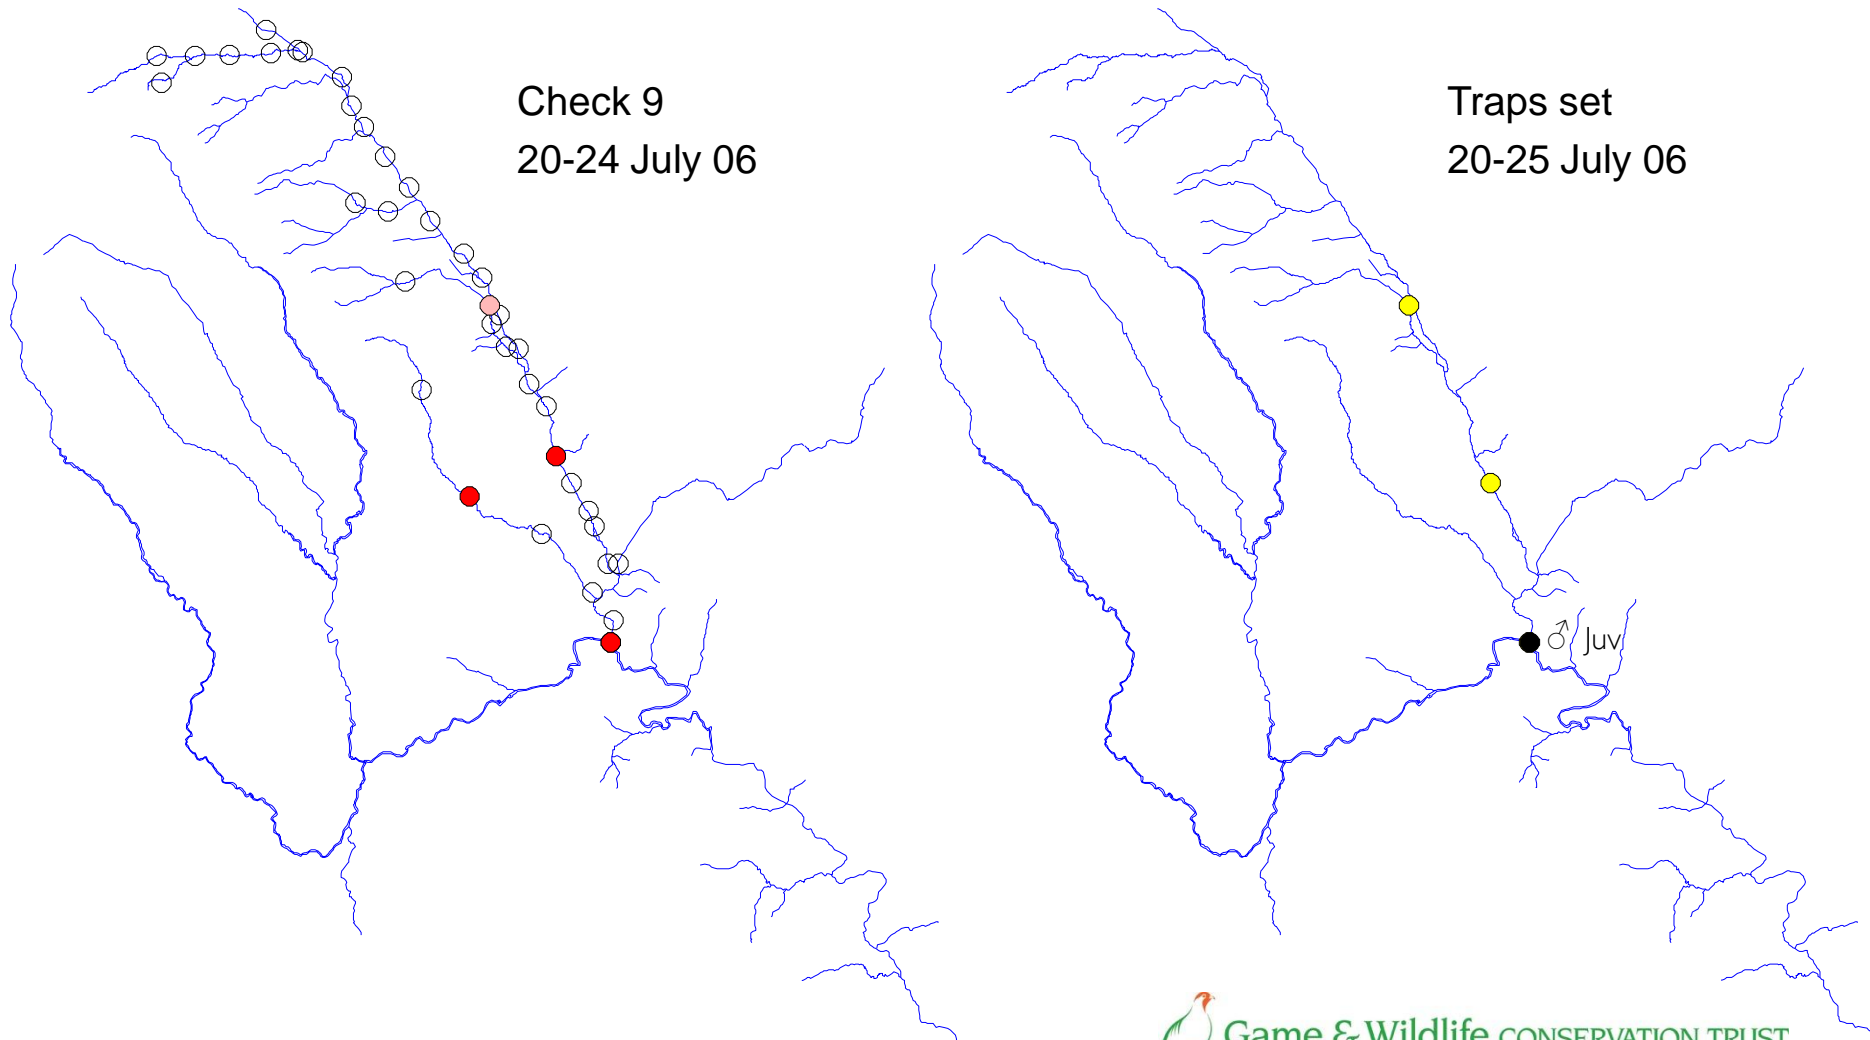 Check 9
20-24 July 06
Traps set
20-25 July 06
♂ Juv
Game & Wildlife CONSERVATION TRUST